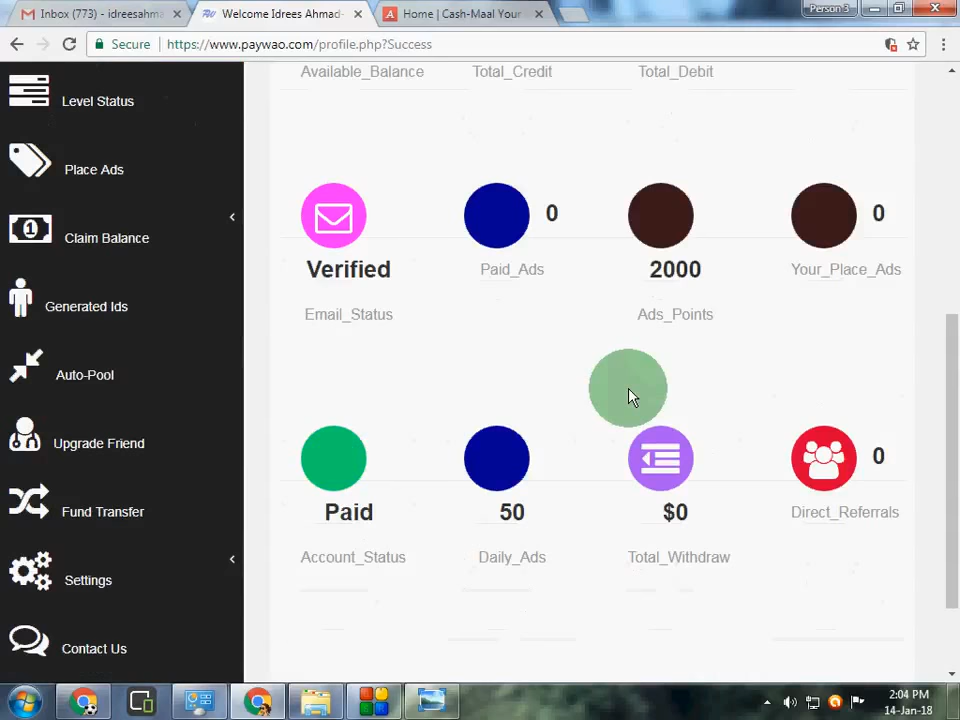 Inbox (773) - idreesahm
Welcome Idrees Ahmad-
Home | Cash-Maal Your
Person 3
Secure
https://www.paywao.com/profile.php?Success
Available_Balance
Total_Credit
Total_Debit
Level Status
Place Ads
Claim Balance
Generated Ids
Auto-Pool
Upgrade Friend
Fund Transfer
Settings
Contact Us
0
0
Verified
Paid_Ads
2000
Your_Place_Ads
Email_Status
Ads_Points
0
Paid
50
$0
Direct_Referrals
Account_Status
Daily_Ads
Total_Withdraw
2:04 PM
14-Jan-18